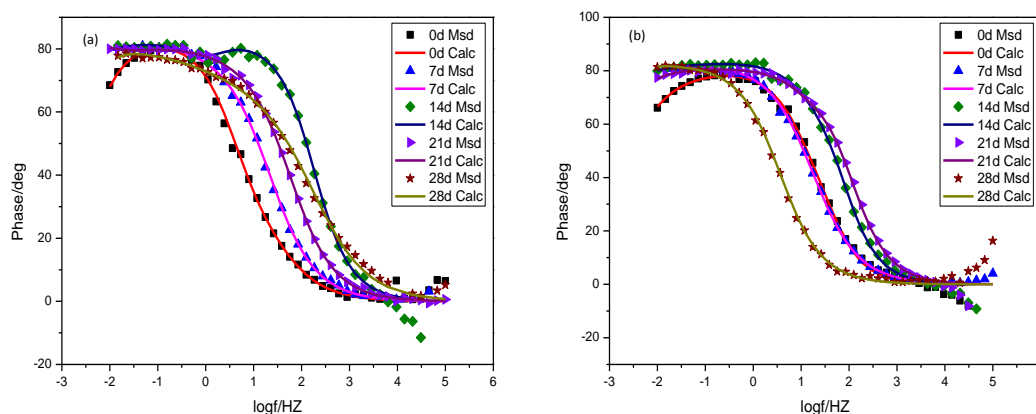 (a)
0d Msd
0d Calc
7d Msd
7d Calc
14d Msd
14d Calc
21d Msd
21d Calc
28d Msd
28d Calc
Phase/deg
80
60
40
20
0
-20
-3 -2 -1 0 1 2 3 4 5 6
logf/HZ
(b)
0d Msd
0d Calc
7d Msd
7d Calc
14d Msd
14d Calc
21d Msd
21d Calc
28d Msd
28d Calc
Phase/deg
100
80
60
40
20
0
-20
-3 -2 -1 0 1 2 3 4 5
logf/HZ